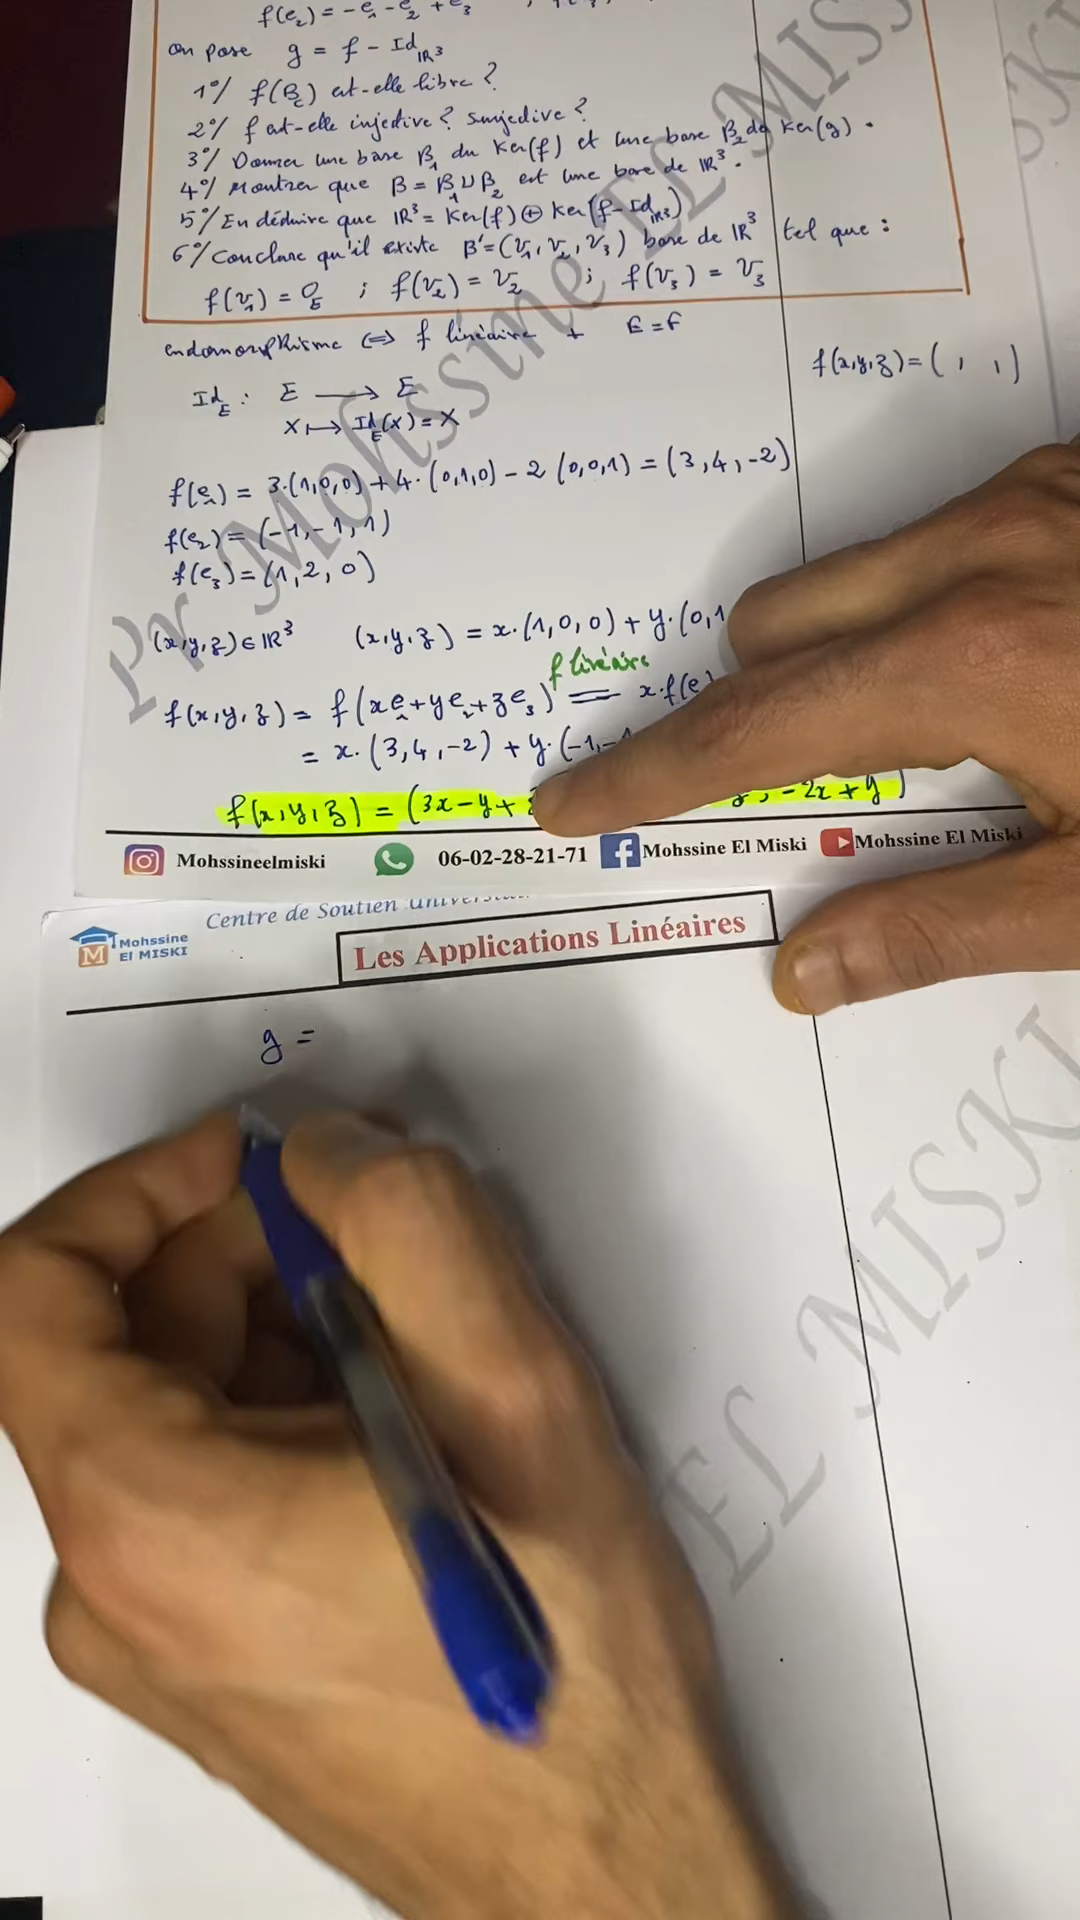 f(e₂) = -e₁ - e₂ + e₃
on pose g = f - Id_IR³
1°/ f(B_c) est-elle libre ?
2°/ f est-elle injective ? surjective ?
3°/ Donner une base β₁ du Ker(f) et une base β₂ de Ker(g).
4°/ Montrer que β = β₁ ∪ β₂ est une base de IR³.
5°/ En déduire que IR³ = Ker(f) ⊕ Ker(f - Id_IR³)
6°/ Conclure qu'il existe β' = (v₁, v₂, v₃) base de IR³ tel que :
f(v₁) = 0_E ; f(v₂) = v₂ ; f(v₃) = v₃
endomorphisme ⟺ f linéaire + E = F
f(x,y,z) = ( , , )
Id_E : E ⟶ E
X ⟼ Id_E(X) = X
f(e₁) = 3·(1,0,0) + 4·(0,1,0) - 2(0,0,1) = (3,4,-2)
f(e₂) = (-1,-1,1)
f(e₃) = (1,2,0)
(x,y,z) ∈ IR³ (x,y,z) = x·(1,0,0) + y·(0,1
f linéaire
f(x,y,z) = f(xe₁ + ye₂ + ze₃) = x·f(e
= x·(3,4,-2) + y·(-1,-1
f(x,y,z) = (3x - y + z , -2x + y)
Mohssineelmiski 06-02-28-21-71 Mohssine El Miski Mohssine El Miski
Centre de Soutien
Mohssine
El MISKI
M
Les Applications Linéaires
g =
Pr Mohssine EL MISKI
EL MISKI